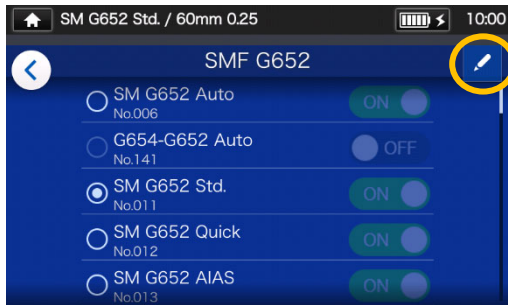 SM G652 Std. / 60mm 0.25 10:00
SMF G652
SM G652 Auto ON
No.006
G654-G652 Auto OFF
No.141
SM G652 Std. ON
No.011
SM G652 Quick ON
No.012
SM G652 AIAS ON
No.013